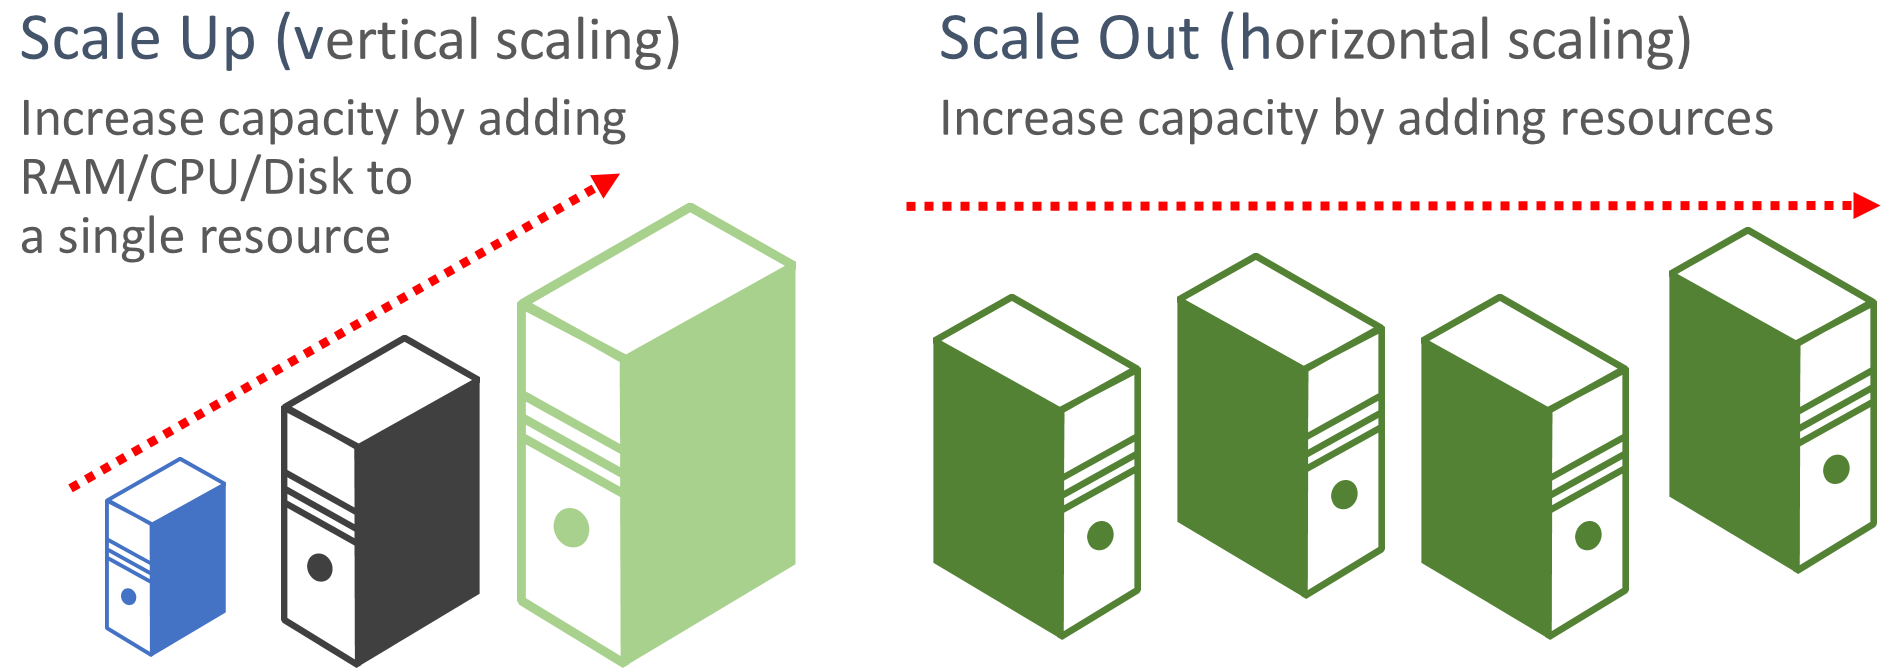 Scale Up (vertical scaling)
Increase capacity by adding
RAM/CPU/Disk to
a single resource
Scale Out (horizontal scaling)
Increase capacity by adding resources